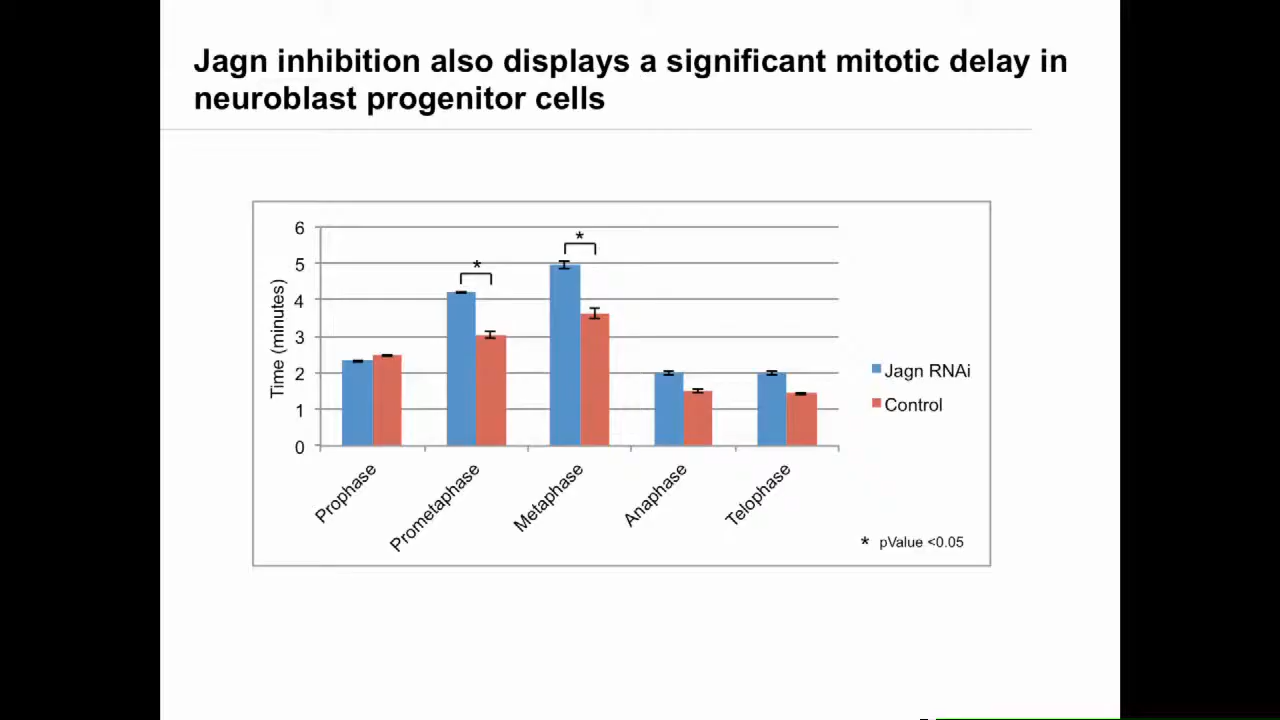 Jagn inhibition also displays a significant mitotic delay in
neuroblast progenitor cells
6
5
4
3
2
1
0
Time (minutes)
*
*
Prophase
Prometaphase
Metaphase
Anaphase
Telophase
Jagn RNAi
Control
* pValue <0.05